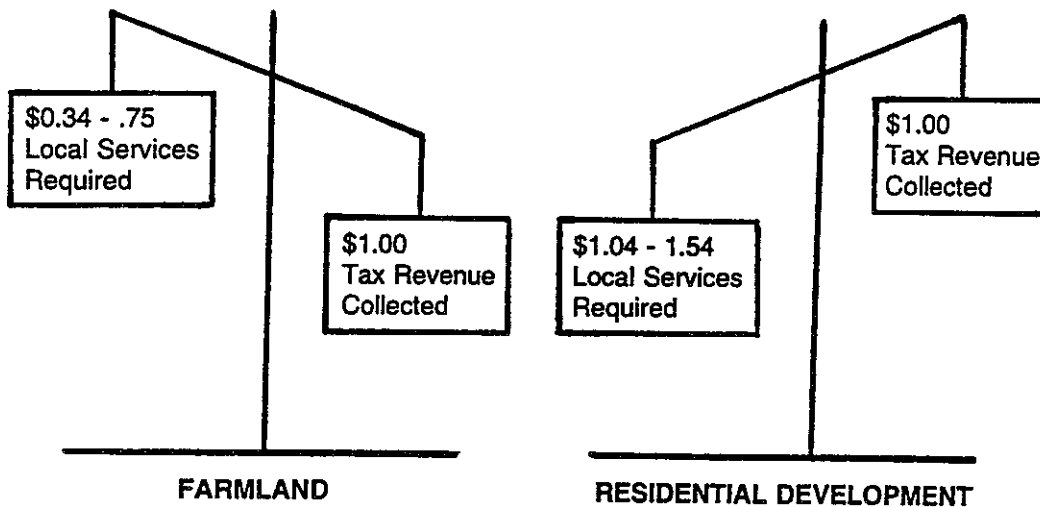 $0.34 - .75
Local Services
Required
$1.00
Tax Revenue
Collected
FARMLAND
$1.00
Tax Revenue
Collected
$1.04 - 1.54
Local Services
Required
RESIDENTIAL DEVELOPMENT